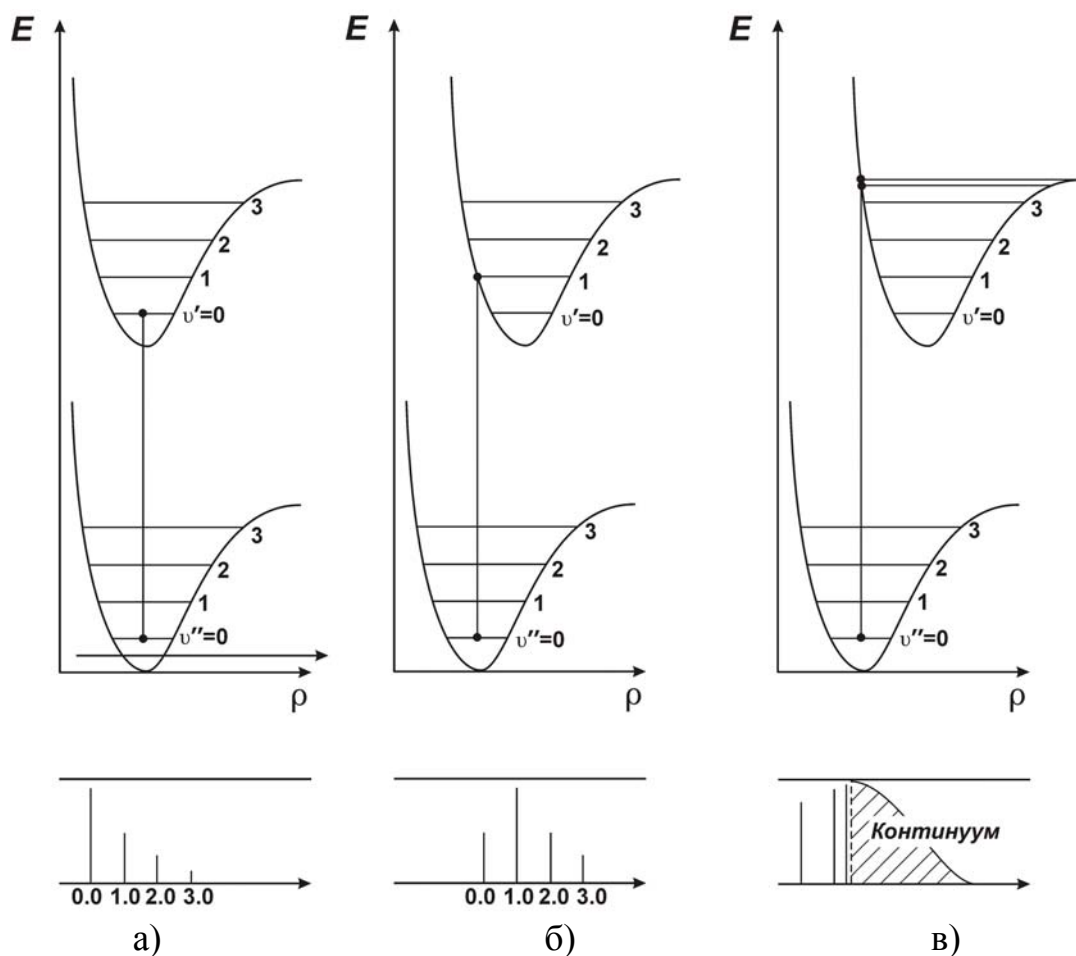 E E E
3 3 3
2 2 2
1 1 1
υ′=0 υ′=0 υ′=0
3 3 3
2 2 2
1 1 1
υ″=0 υ″=0 υ″=0
ρ ρ ρ
Континуум
0.0 1.0 2.0 3.0 0.0 1.0 2.0 3.0
а) б) в)